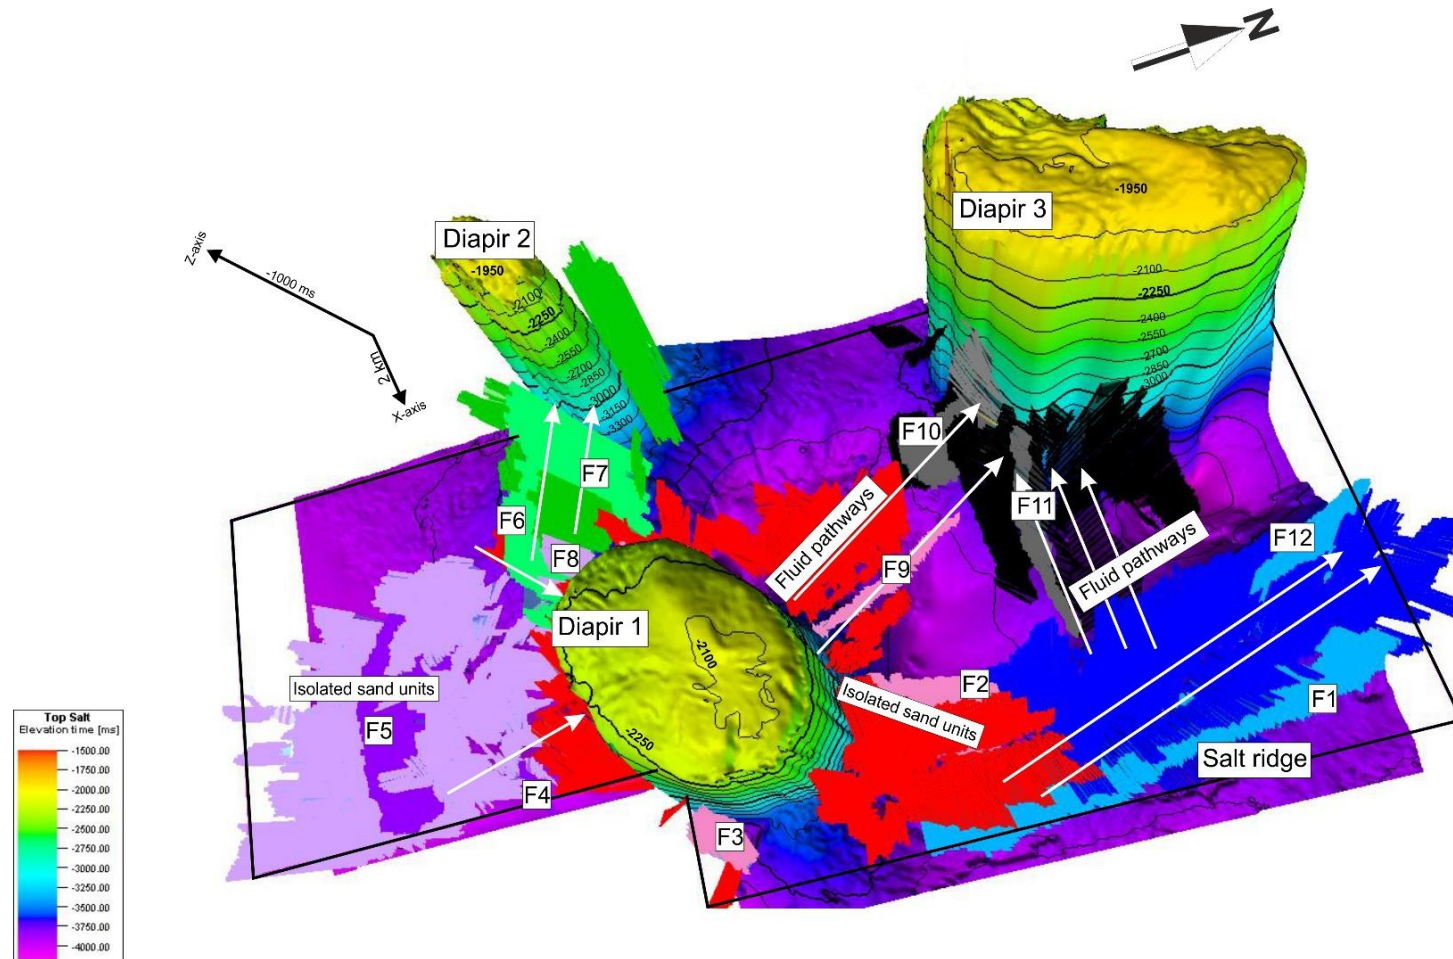 N
Diapir 3
-1950
-2100
-2250
-2400
-2550
-2700
-2850
-3000
Diapir 2
-1950
-2100
-2250
-2400
-2550
-2700
-2850
-3000
-3150
-3300
Z-axis
-1000 ms
2 km
X-axis
F10
F7
F6
F11
F8
F9
F12
Fluid pathways
Fluid pathways
Diapir 1
-2100
-2250
Isolated sand units
F5
F2
Isolated sand units
F1
Salt ridge
F4
F3
Top Salt
Elevation time [ms]
-1500.00
-1750.00
-2000.00
-2250.00
-2500.00
-2750.00
-3000.00
-3250.00
-3500.00
-3750.00
-4000.00